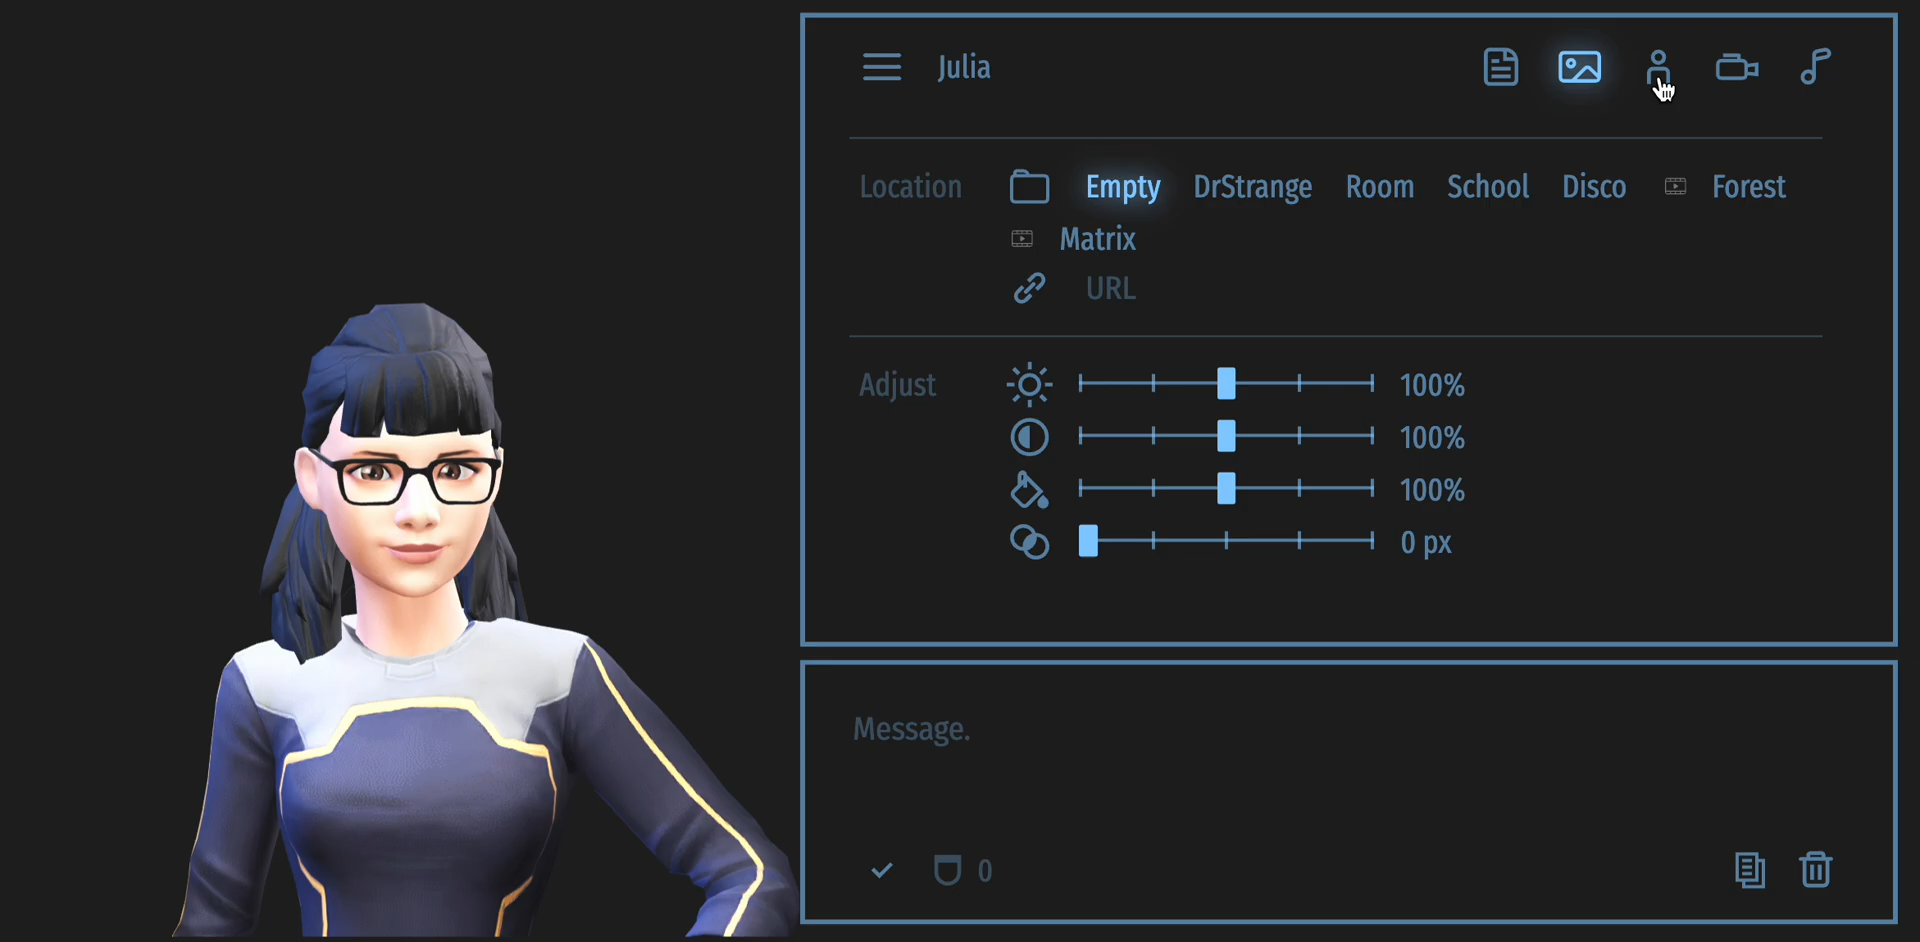 Julia
Location Empty DrStrange Room School Disco Forest
Matrix
URL
Adjust 100%
100%
100%
0 px
Message.
0